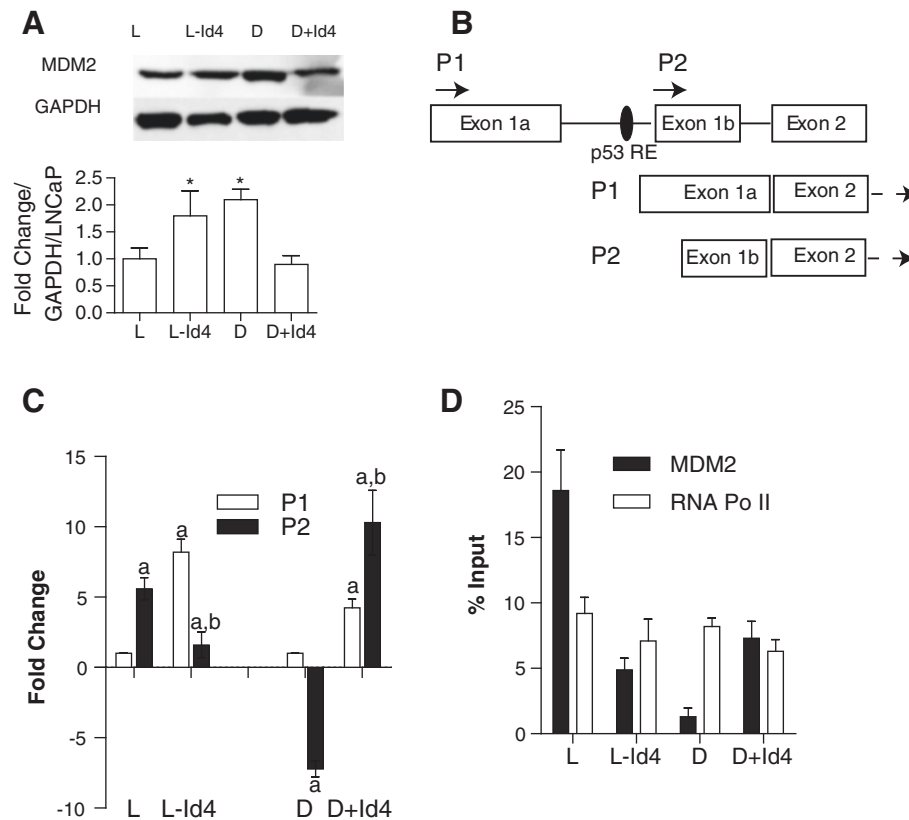 A
L L-Id4 D D+Id4
MDM2
GAPDH
Fold Change/
GAPDH/LNCaP
2.5
2.0
1.5
1.0
0.5
0.0
* *
L L-Id4 D D+Id4
B
P1 P2
Exon 1a Exon 1b Exon 2
p53 RE
P1 Exon 1a Exon 2
P2 Exon 1b Exon 2
C
Fold Change
15
10
5
0
-5
-10
P1
P2
a a a,b a a a,b
L L-Id4 D D+Id4
D
% Input
25
20
15
10
5
0
MDM2
RNA Po II
L L-Id4 D D+Id4